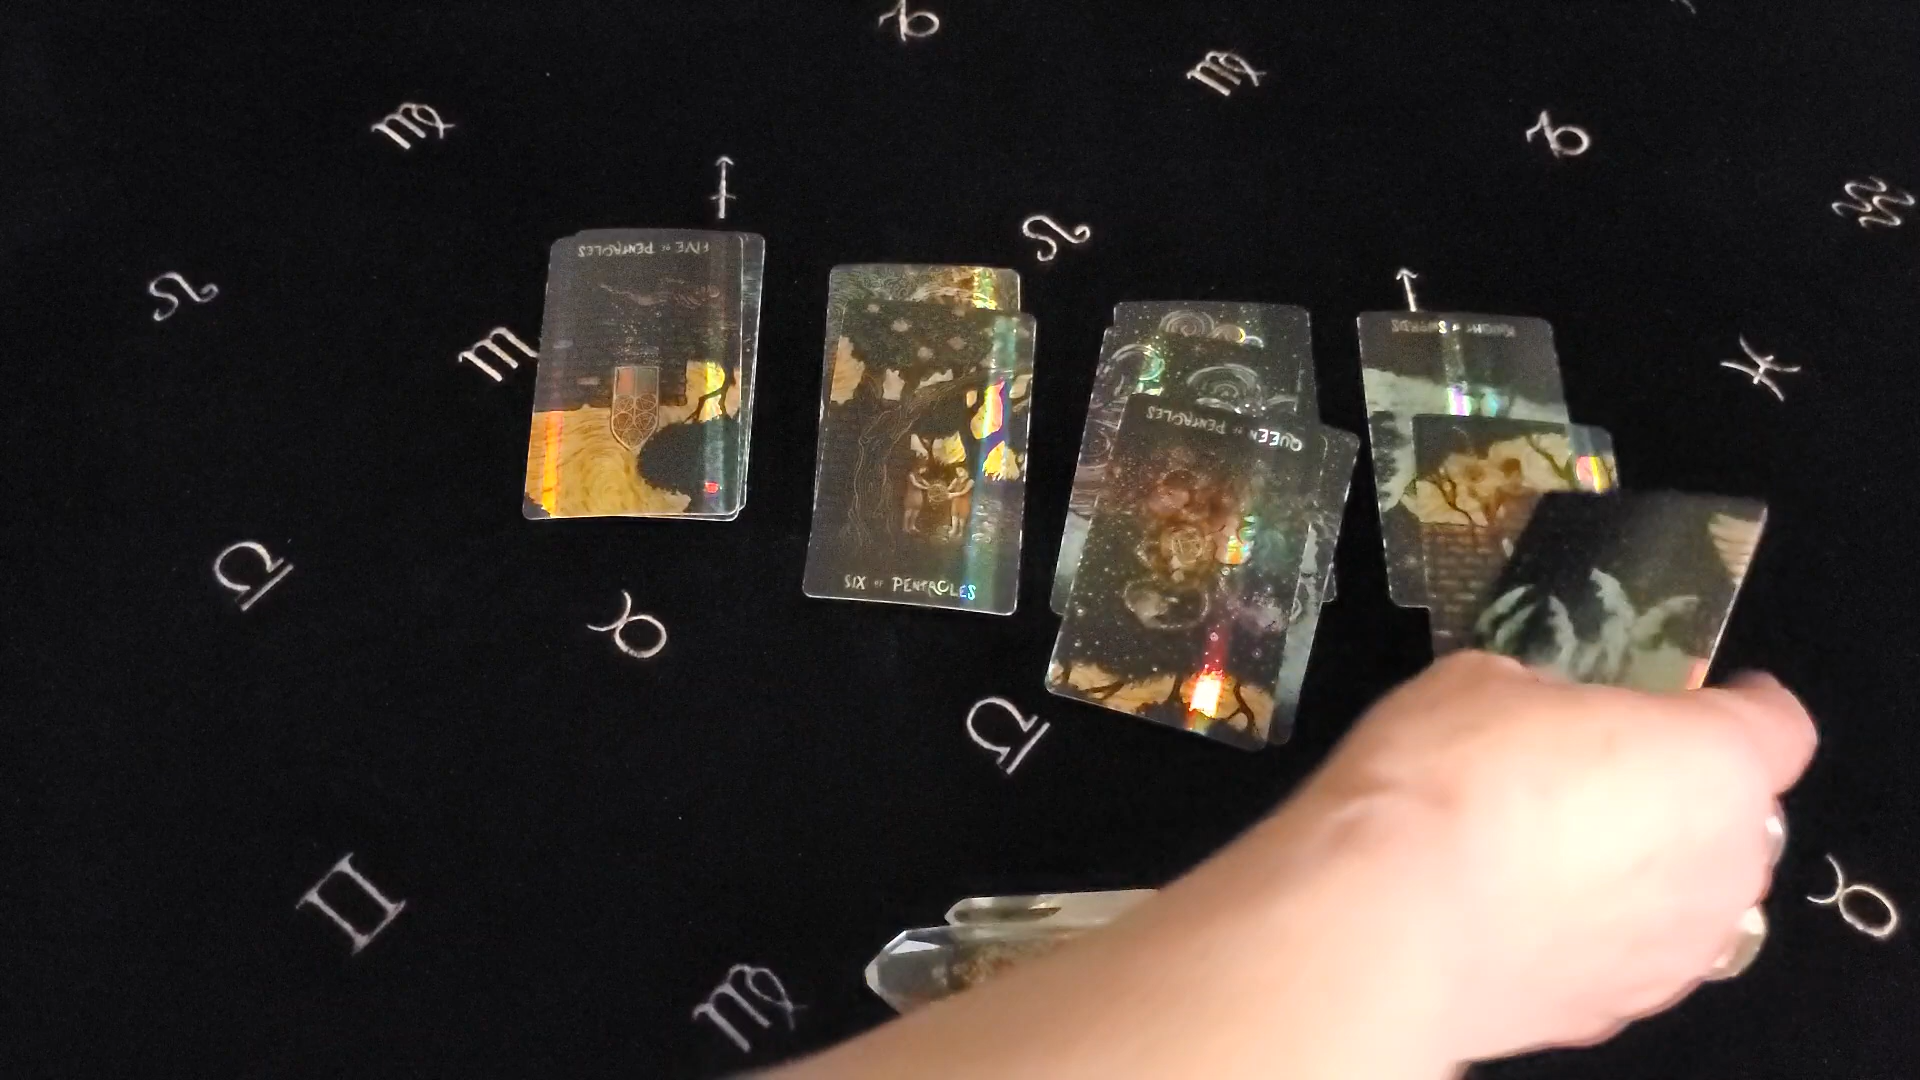 FIVE OF PENTACLES
SIX OF PENTACLES
QUEEN OF PENTACLES
KNIGHT OF SWORDS